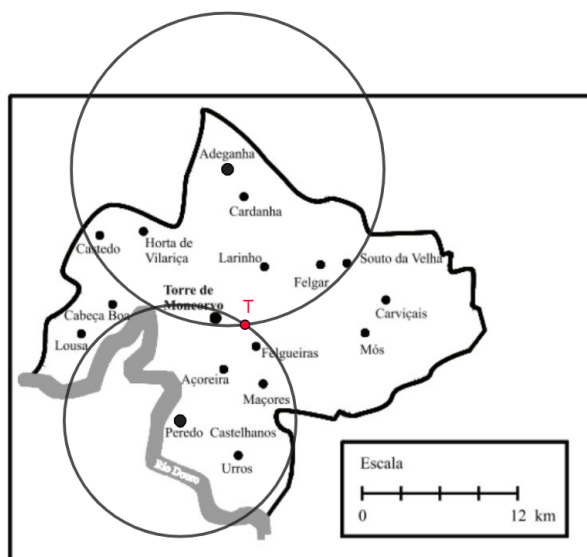 Adeganha
Cardanha
Castedo
Horta de
Vilariça
Larinho
Souto da Velha
Felgar
Torre de
Moncorvo
T
Cabeça Boa
Carviçais
Lousa
Felgueiras
Mós
Açoreira
Maçores
Peredo
Castelhanos
Urros
Rio Douro
Escala
0
12 km